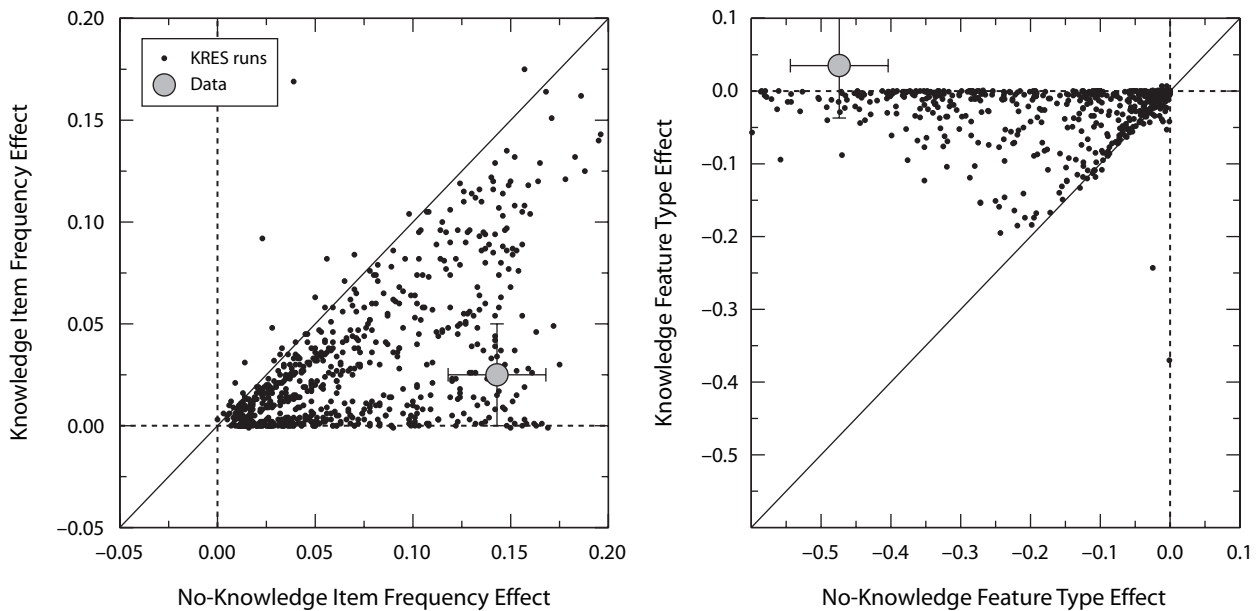 KRES runs
Data
0.20
0.15
0.10
0.05
0.00
−0.05
Knowledge Item Frequency Effect
−0.05 0.00 0.05 0.10 0.15 0.20
No-Knowledge Item Frequency Effect
0.1
0.0
−0.1
−0.2
−0.3
−0.4
−0.5
Knowledge Feature Type Effect
−0.5 −0.4 −0.3 −0.2 −0.1 0.0 0.1
No-Knowledge Feature Type Effect